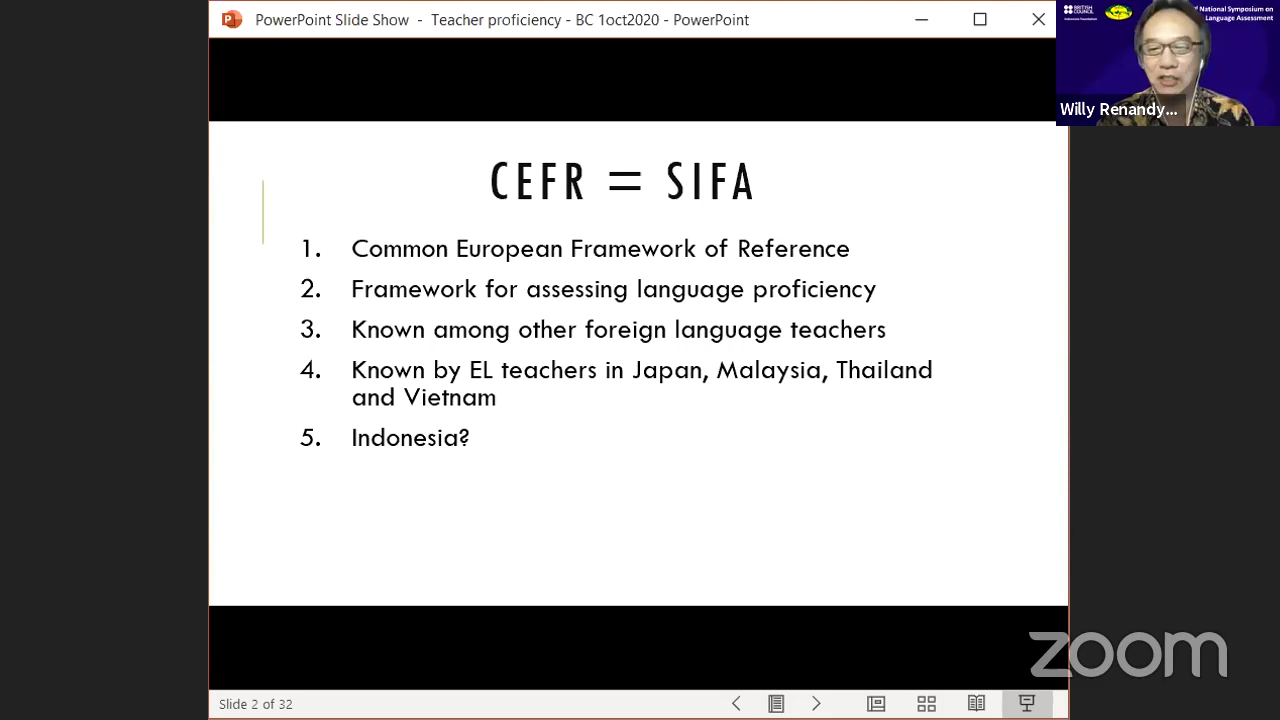 PowerPoint Slide Show - Teacher proficiency - BC 1oct2020 - PowerPoint
BRITISH
COUNCIL
National Symposium on
Language Assessment
Willy Renandy...
CEFR = SIFA
1. Common European Framework of Reference
2. Framework for assessing language proficiency
3. Known among other foreign language teachers
4. Known by EL teachers in Japan, Malaysia, Thailand
and Vietnam
5. Indonesia?
zoom
Slide 2 of 32